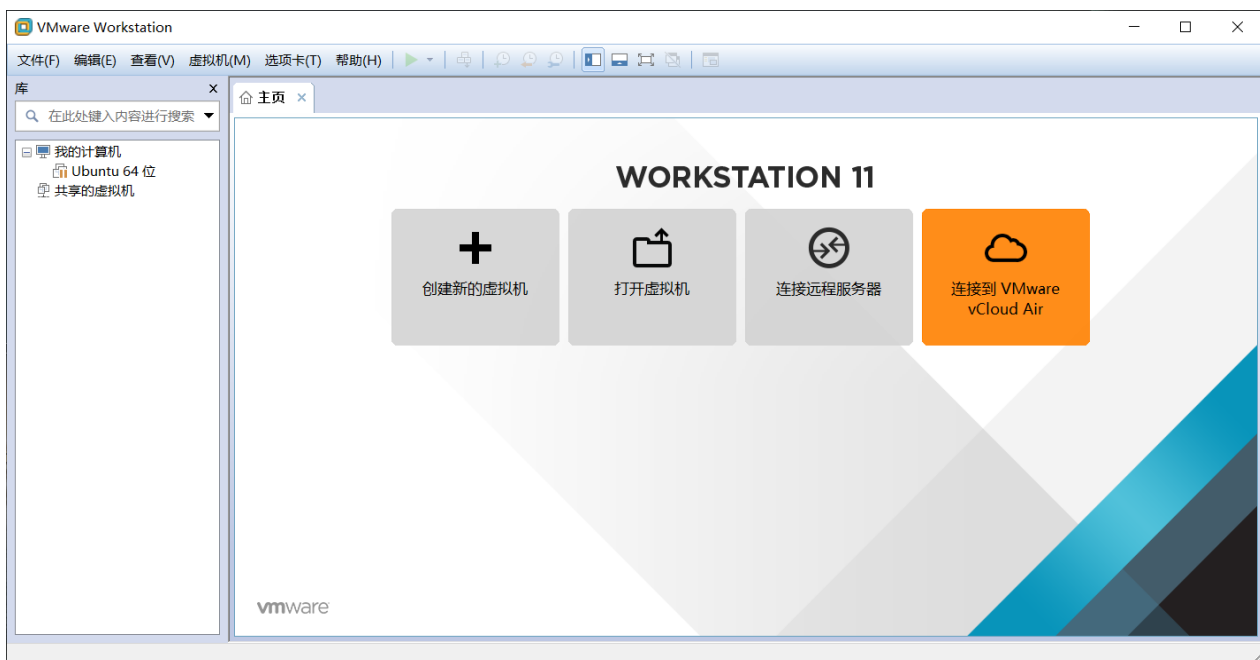 VMware Workstation
文件(F) 编辑(E) 查看(V) 虚拟机(M) 选项卡(T) 帮助(H)
库
在此处键入内容进行搜索
我的计算机
Ubuntu 64 位
共享的虚拟机
主页
WORKSTATION 11
创建新的虚拟机
打开虚拟机
连接远程服务器
连接到 VMware
vCloud Air
vmware